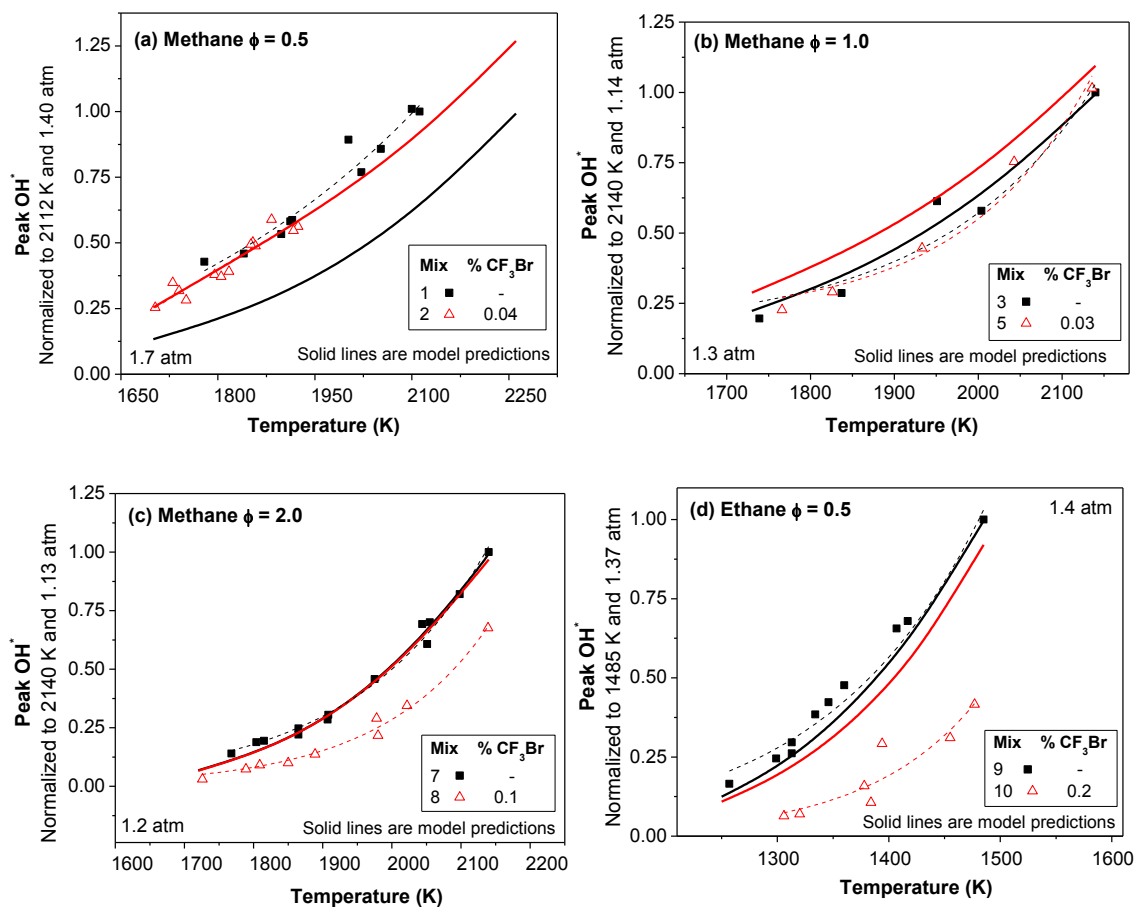 (a) Methane ϕ = 0.5
Peak OH*
Normalized to 2112 K and 1.40 atm
1.25
1.00
0.75
0.50
0.25
0.00
Mix % CF₃Br
1 ■ -
2 △ 0.04
1.7 atm
Solid lines are model predictions
1650 1800 1950 2100 2250
Temperature (K)
(b) Methane ϕ = 1.0
Peak OH*
Normalized to 2140 K and 1.14 atm
1.25
1.00
0.75
0.50
0.25
0.00
Mix % CF₃Br
3 ■ -
5 △ 0.03
1.3 atm
Solid lines are model predictions
1700 1800 1900 2000 2100
Temperature (K)
(c) Methane ϕ = 2.0
Peak OH*
Normalized to 2140 K and 1.13 atm
1.25
1.00
0.75
0.50
0.25
0.00
Mix % CF₃Br
7 ■ -
8 △ 0.1
1.2 atm
Solid lines are model predictions
1600 1700 1800 1900 2000 2100 2200
Temperature (K)
(d) Ethane ϕ = 0.5
1.4 atm
Peak OH*
Normalized to 1485 K and 1.37 atm
1.00
0.75
0.50
0.25
0.00
Mix % CF₃Br
9 ■ -
10 △ 0.2
Solid lines are model predictions
1300 1400 1500 1600
Temperature (K)